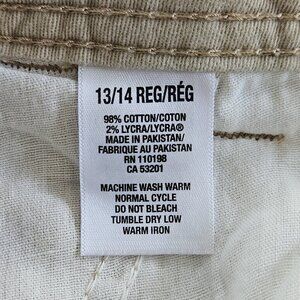 13/14 REG/RÉG
98% COTTON/COTON
2% LYCRA/LYCRA®
MADE IN PAKISTAN/
FABRIQUE AU PAKISTAN
RN 110198
CA 53201
MACHINE WASH WARM
NORMAL CYCLE
DO NOT BLEACH
TUMBLE DRY LOW
WARM IRON